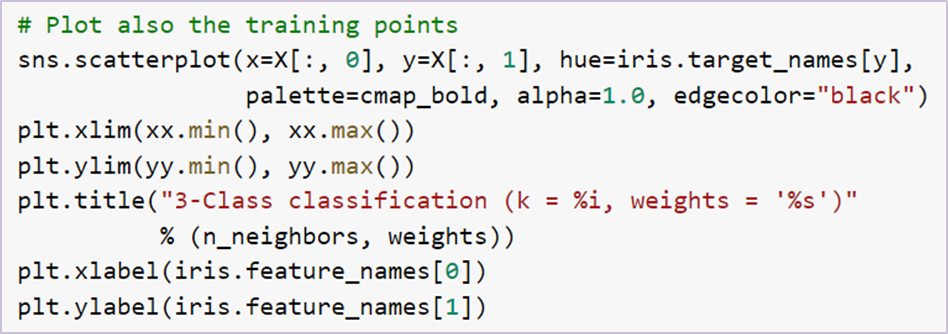 # Plot also the training points
sns.scatterplot(x=X[:, 0], y=X[:, 1], hue=iris.target_names[y],
                palette=cmap_bold, alpha=1.0, edgecolor="black")
plt.xlim(xx.min(), xx.max())
plt.ylim(yy.min(), yy.max())
plt.title("3-Class classification (k = %i, weights = '%s')"
          % (n_neighbors, weights))
plt.xlabel(iris.feature_names[0])
plt.ylabel(iris.feature_names[1])